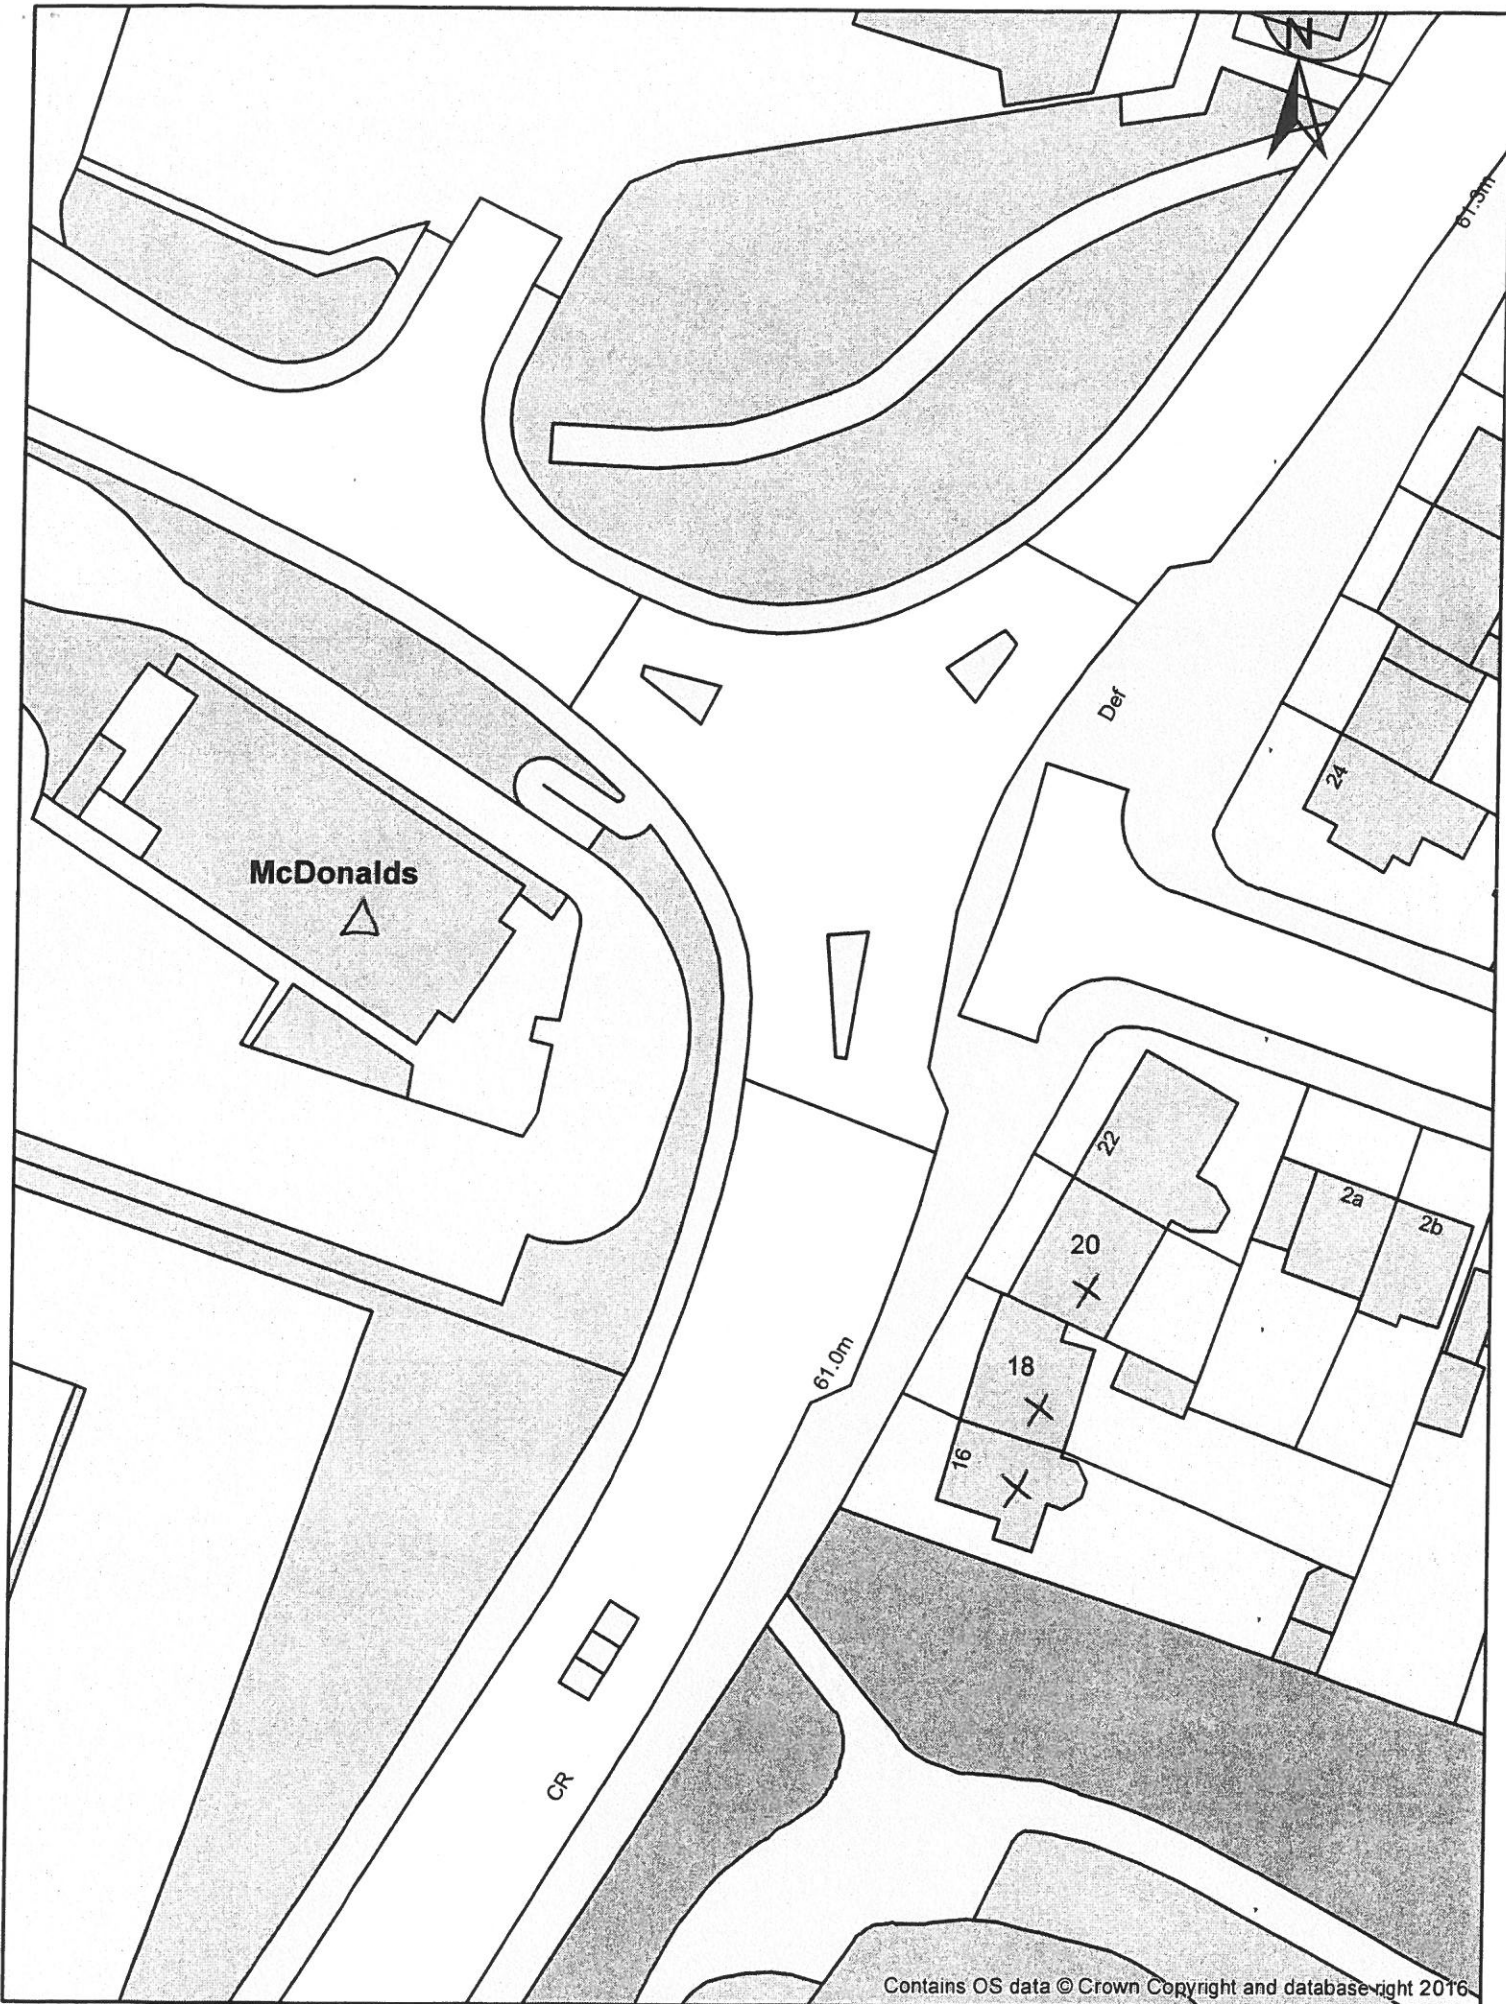 N
61.3m
Def
24
McDonalds
22
2a
2b
20
18
61.0m
16
CR
Contains OS data © Crown Copyright and database right 2016